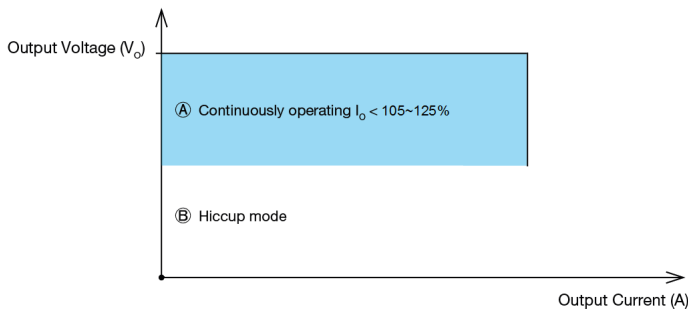 Output Voltage (Vo)
Ⓐ Continuously operating Io < 105~125%
Ⓑ Hiccup mode
Output Current (A)